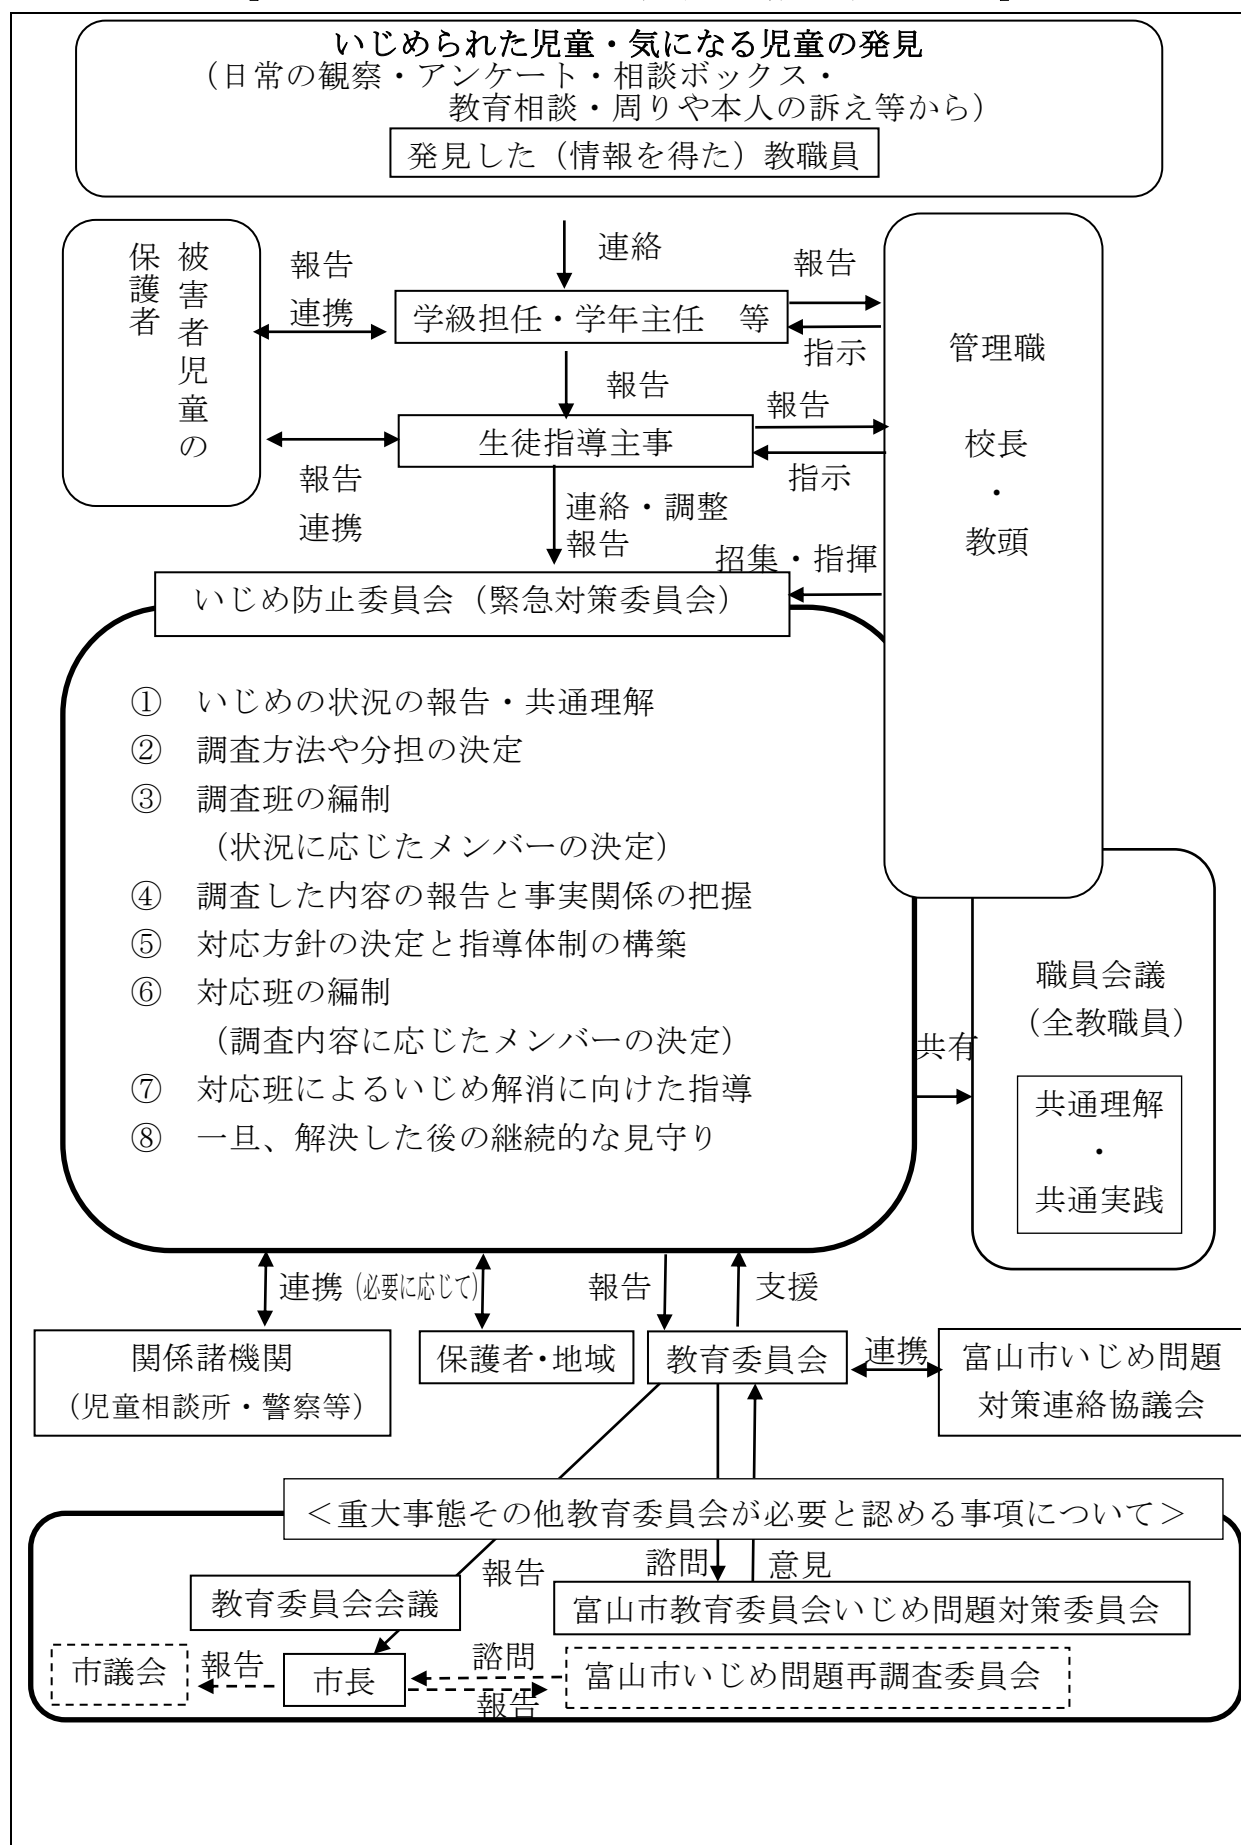 いじめられた児童・気になる児童の発見
（日常の観察・アンケート・相談ボックス・
教育相談・周りや本人の訴え等から）
発見した（情報を得た）教職員
被害者児童の
保護者
報告
連携
連絡
学級担任・学年主任　等
報告
指示
管理職
校長
・
教頭
報告
報告
生徒指導主事
指示
報告
連携
連絡・調整
報告
招集・指揮
いじめ防止委員会（緊急対策委員会）
①　いじめの状況の報告・共通理解
②　調査方法や分担の決定
③　調査班の編制
（状況に応じたメンバーの決定）
④　調査した内容の報告と事実関係の把握
⑤　対応方針の決定と指導体制の構築
⑥　対応班の編制
（調査内容に応じたメンバーの決定）
⑦　対応班によるいじめ解消に向けた指導
⑧　一旦、解決した後の継続的な見守り
共有
職員会議
（全教職員）
共通理解
・
共通実践
連携（必要に応じて）
報告
支援
関係諸機関
（児童相談所・警察等）
保護者・地域
教育委員会
連携
富山市いじめ問題
対策連絡協議会
＜重大事態その他教育委員会が必要と認める事項について＞
報告
諮問
意見
教育委員会会議
富山市教育委員会いじめ問題対策委員会
市議会
報告
市長
諮問
報告
富山市いじめ問題再調査委員会